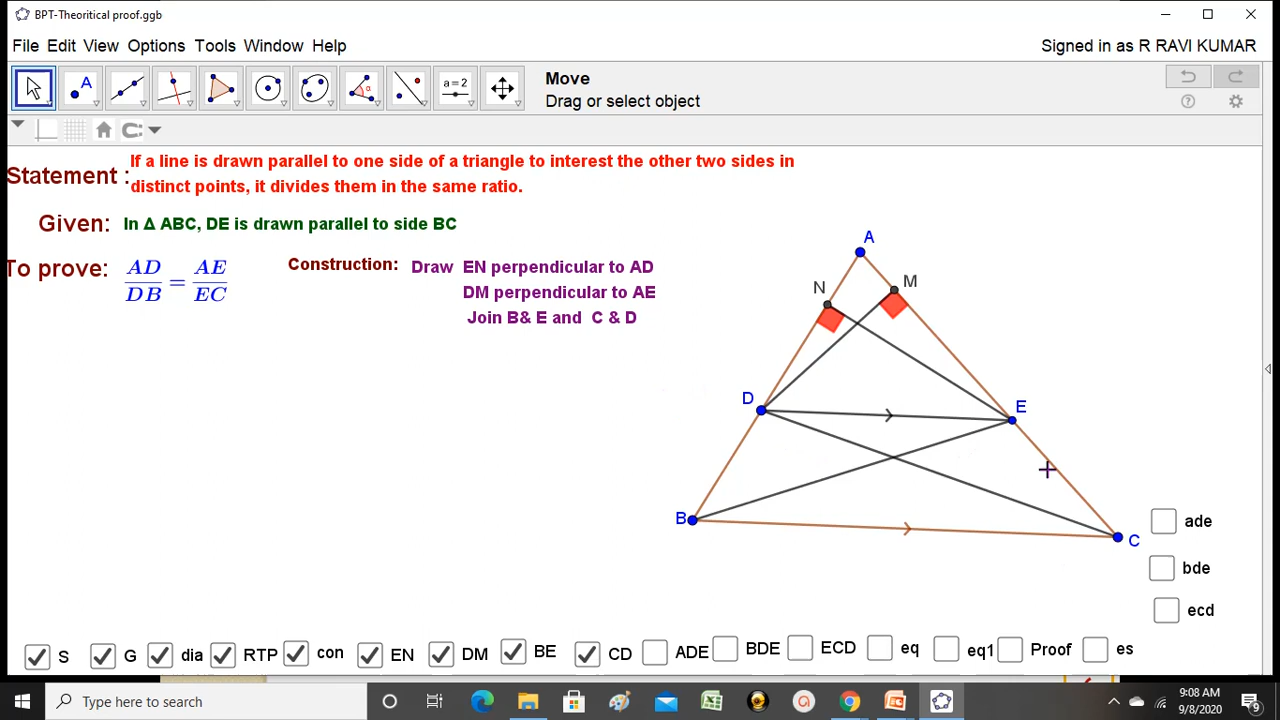 BPT-Theoritical proof.ggb
File Edit View Options Tools Window Help
Signed in as R RAVI KUMAR
A
α
a = 2
Move
Drag or select object
Statement : If a line is drawn parallel to one side of a triangle to interest the other two sides in
distinct points, it divides them in the same ratio.
Given: In Δ ABC, DE is drawn parallel to side BC
To prove: AD/DB = AE/EC
Construction: Draw EN perpendicular to AD
DM perpendicular to AE
Join B& E and C & D
A
N
M
D
E
B
C
ade
bde
ecd
S G dia RTP con EN DM BE CD ADE BDE ECD eq eq1 Proof es
Type here to search
9:08 AM
9/8/2020
9